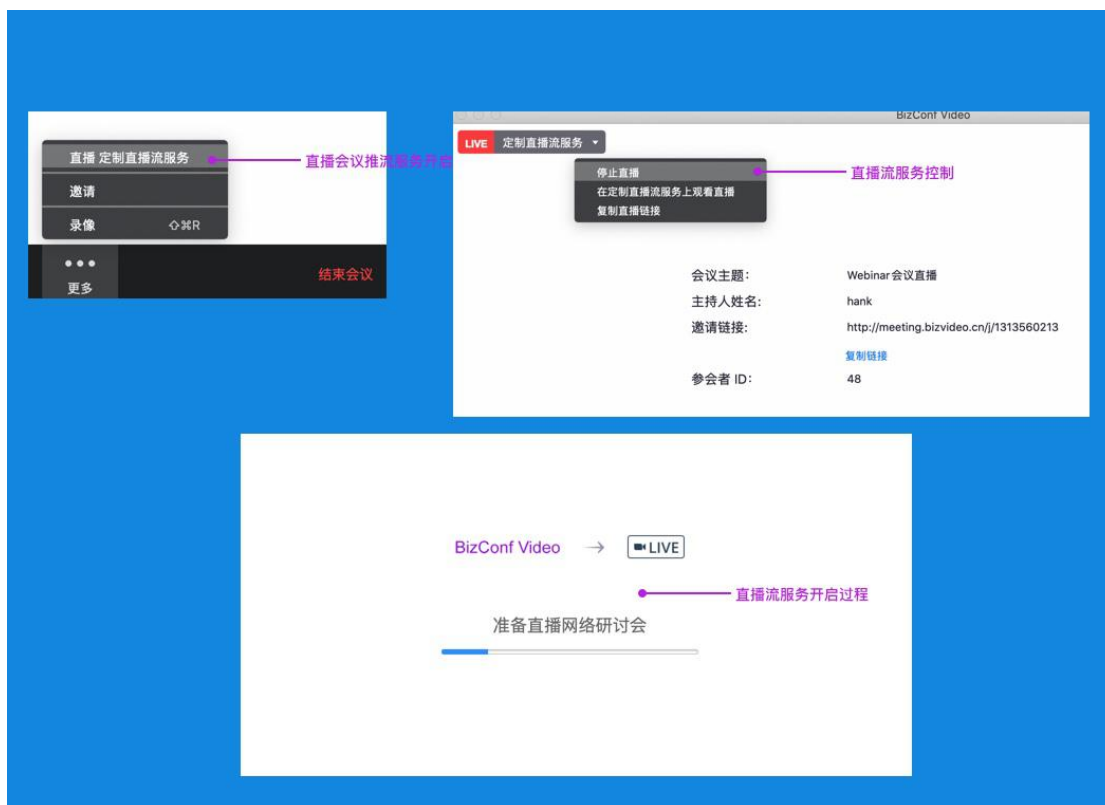 直播 定制直播流服务
直播会议推流服务开启
邀请
录像 ⇧⌘R
更多
结束会议
BizConf Video
LIVE 定制直播流服务
停止直播
直播流服务控制
在定制直播流服务上观看直播
复制直播链接
会议主题: Webinar会议直播
主持人姓名: hank
邀请链接: http://meeting.bizvideo.cn/j/1313560213
复制链接
参会者 ID: 48
BizConf Video → LIVE
直播流服务开启过程
准备直播网络研讨会